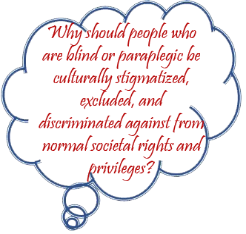 Why should people who
are blind or paraplegic be
culturally stigmatized,
excluded, and
discriminated against from
normal societal rights and
privileges?